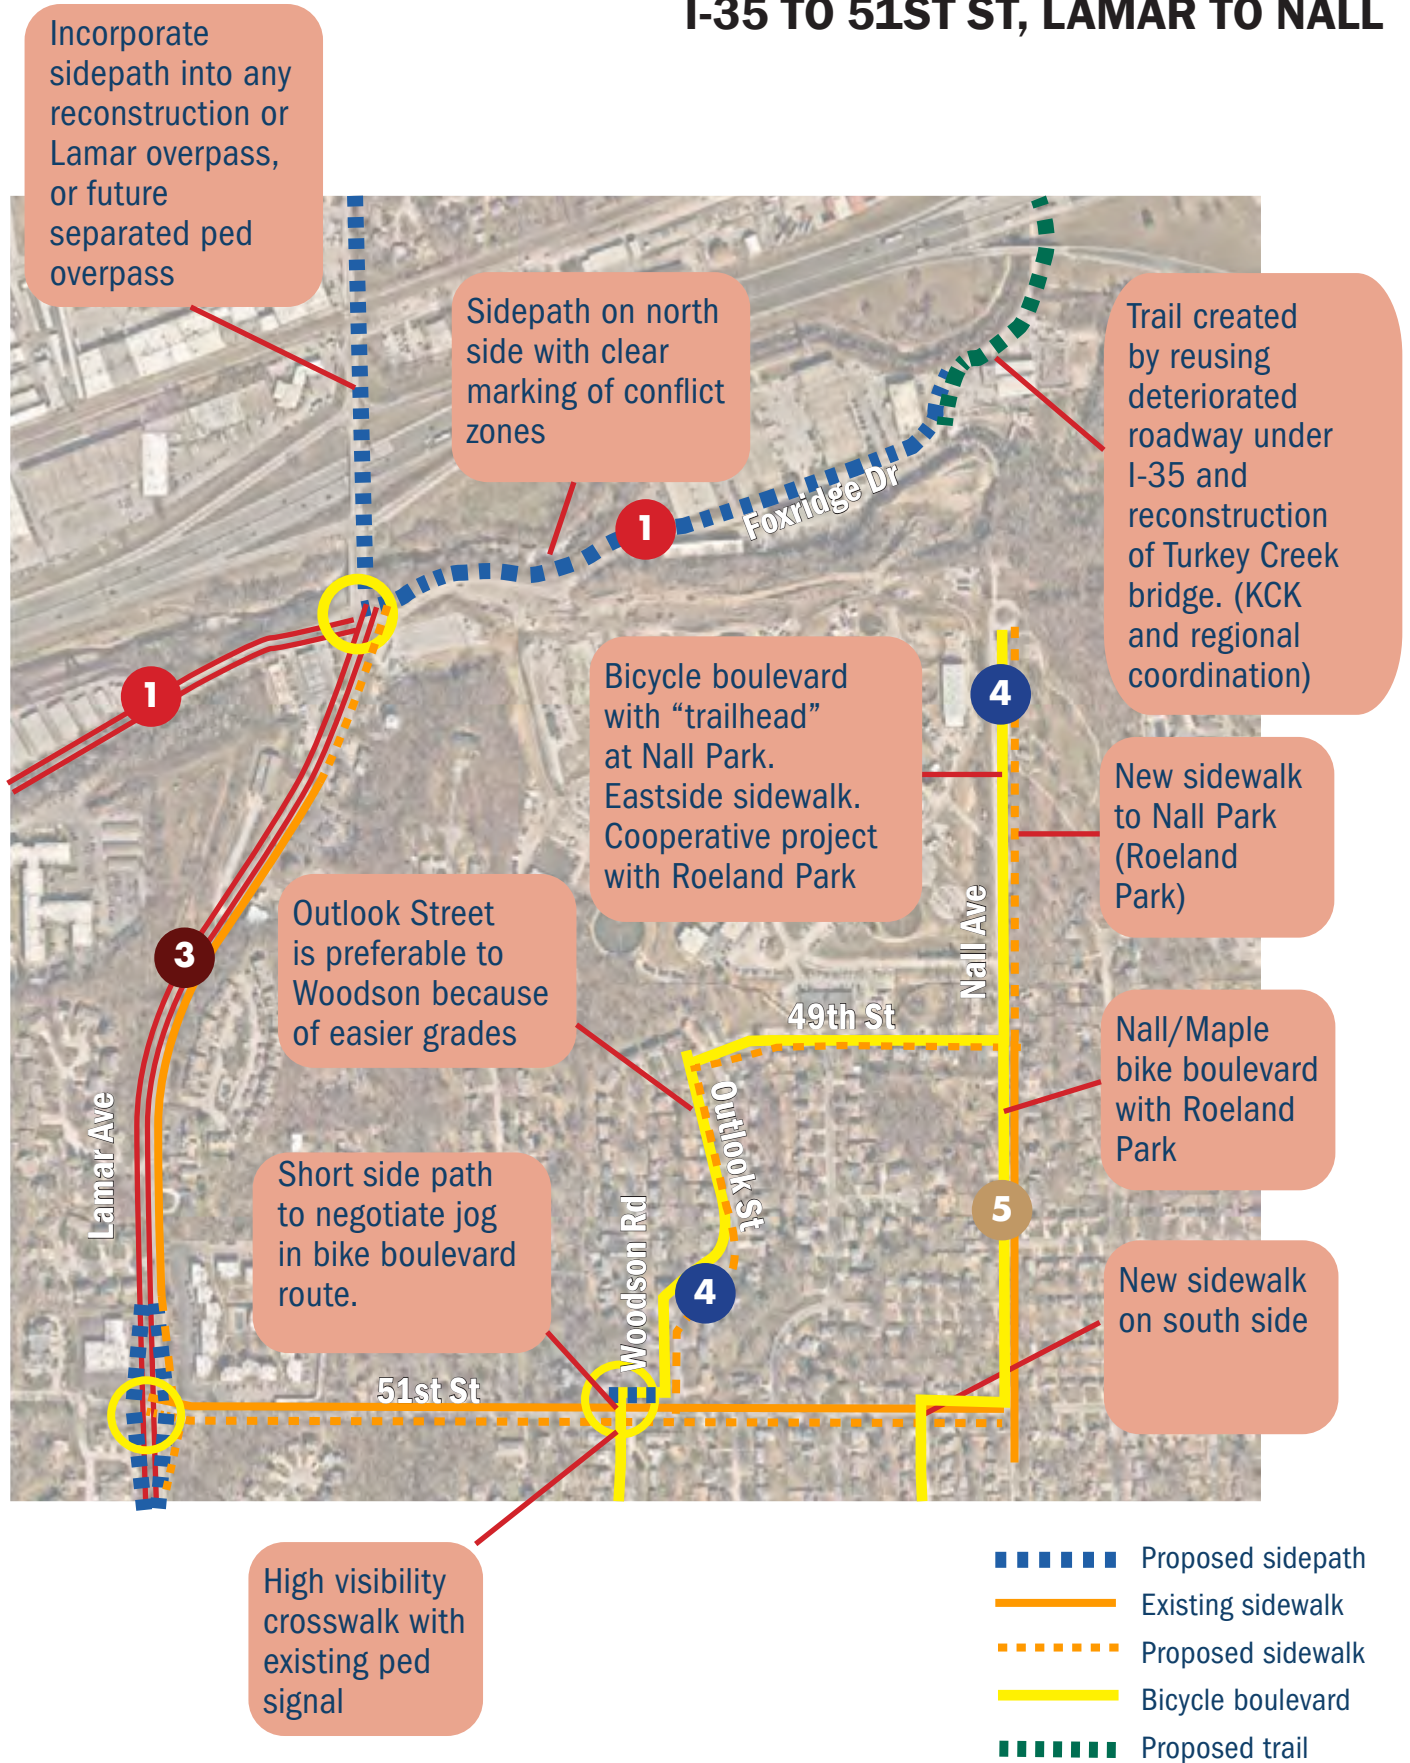 I-35 TO 51ST ST, LAMAR TO NALL
Incorporate
sidepath into any
reconstruction or
Lamar overpass,
or future
separated ped
overpass
Sidepath on north
side with clear
marking of conflict
zones
Trail created
by reusing
deteriorated
roadway under
I-35 and
reconstruction
of Turkey Creek
bridge. (KCK
and regional
coordination)
Foxridge Dr
1
1
Bicycle boulevard
with “trailhead”
at Nall Park.
Eastside sidewalk.
Cooperative project
with Roeland Park
4
New sidewalk
to Nall Park
(Roeland
Park)
Outlook Street
is preferable to
Woodson because
of easier grades
3
Nall Ave
49th St
Nall/Maple
bike boulevard
with Roeland
Park
Lamar Ave
Outlook St
Short side path
to negotiate jog
in bike boulevard
route.
Woodson Rd
5
4
New sidewalk
on south side
51st St
High visibility
crosswalk with
existing ped
signal
Proposed sidepath
Existing sidewalk
Proposed sidewalk
Bicycle boulevard
Proposed trail